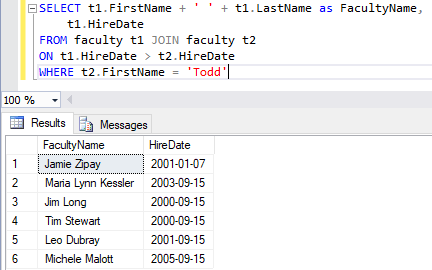 SELECT t1.FirstName + ' ' + t1.LastName as FacultyName,
t1.HireDate
FROM faculty t1 JOIN faculty t2
ON t1.HireDate > t2.HireDate
WHERE t2.FirstName = 'Todd'
100 %
Results Messages
FacultyName HireDate
1 Jamie Zipay 2001-01-07
2 Maria Lynn Kessler 2003-09-15
3 Jim Long 2000-09-15
4 Tim Stewart 2000-09-15
5 Leo Dubray 2001-09-15
6 Michele Malott 2005-09-15